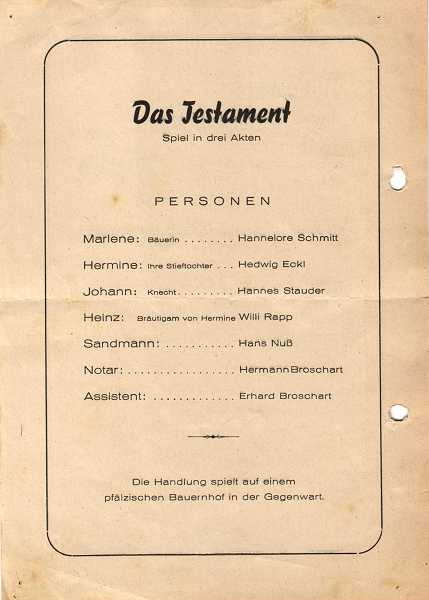 Das Testament
Spiel in drei Akten
PERSONEN
Marlene: Bäuerin ........ Hannelore Schmitt
Hermine: Ihre Stieftochter ... Hedwig Eckl
Johann: Knecht......... Hannes Stauder
Heinz: Bräutigam von Hermine Willi Rapp
Sandmann: ........... Hans Nuß
Notar: ................. Hermann Broschart
Assistent: ............. Erhard Broschart
Die Handlung spielt auf einem
pfälzischen Bauernhof in der Gegenwart.